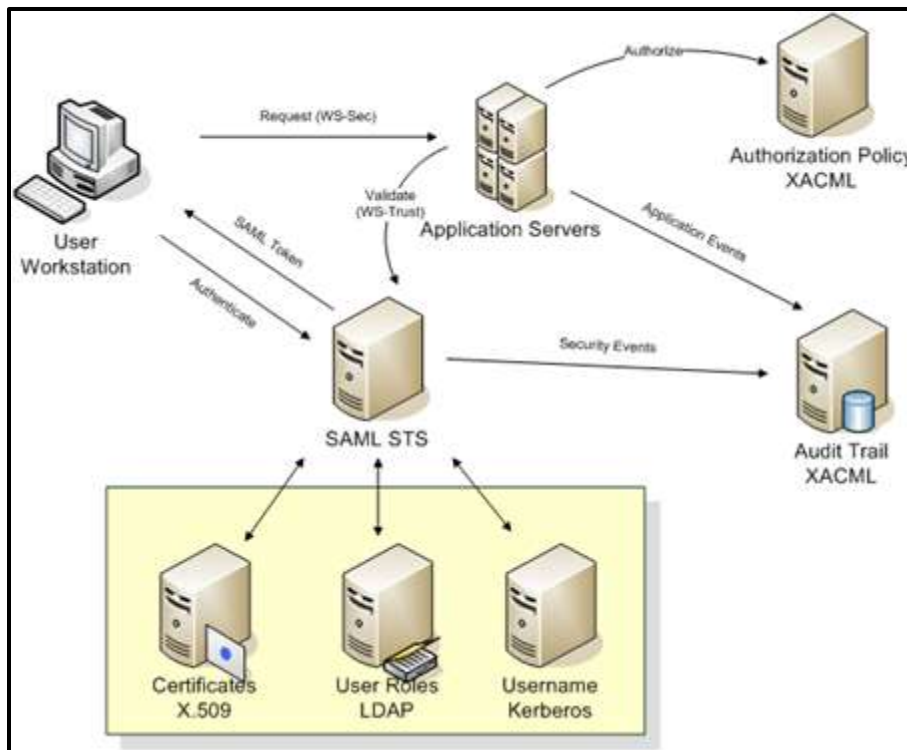 Authorize
Request (WS-Sec)
Authorization Policy
XACML
Validate
(WS-Trust)
Application Servers
User
Workstation
SAML Token
Application Events
Authenticate
Security Events
SAML STS
Audit Trail
XACML
Certificates
X.509
User Roles
LDAP
Username
Kerberos